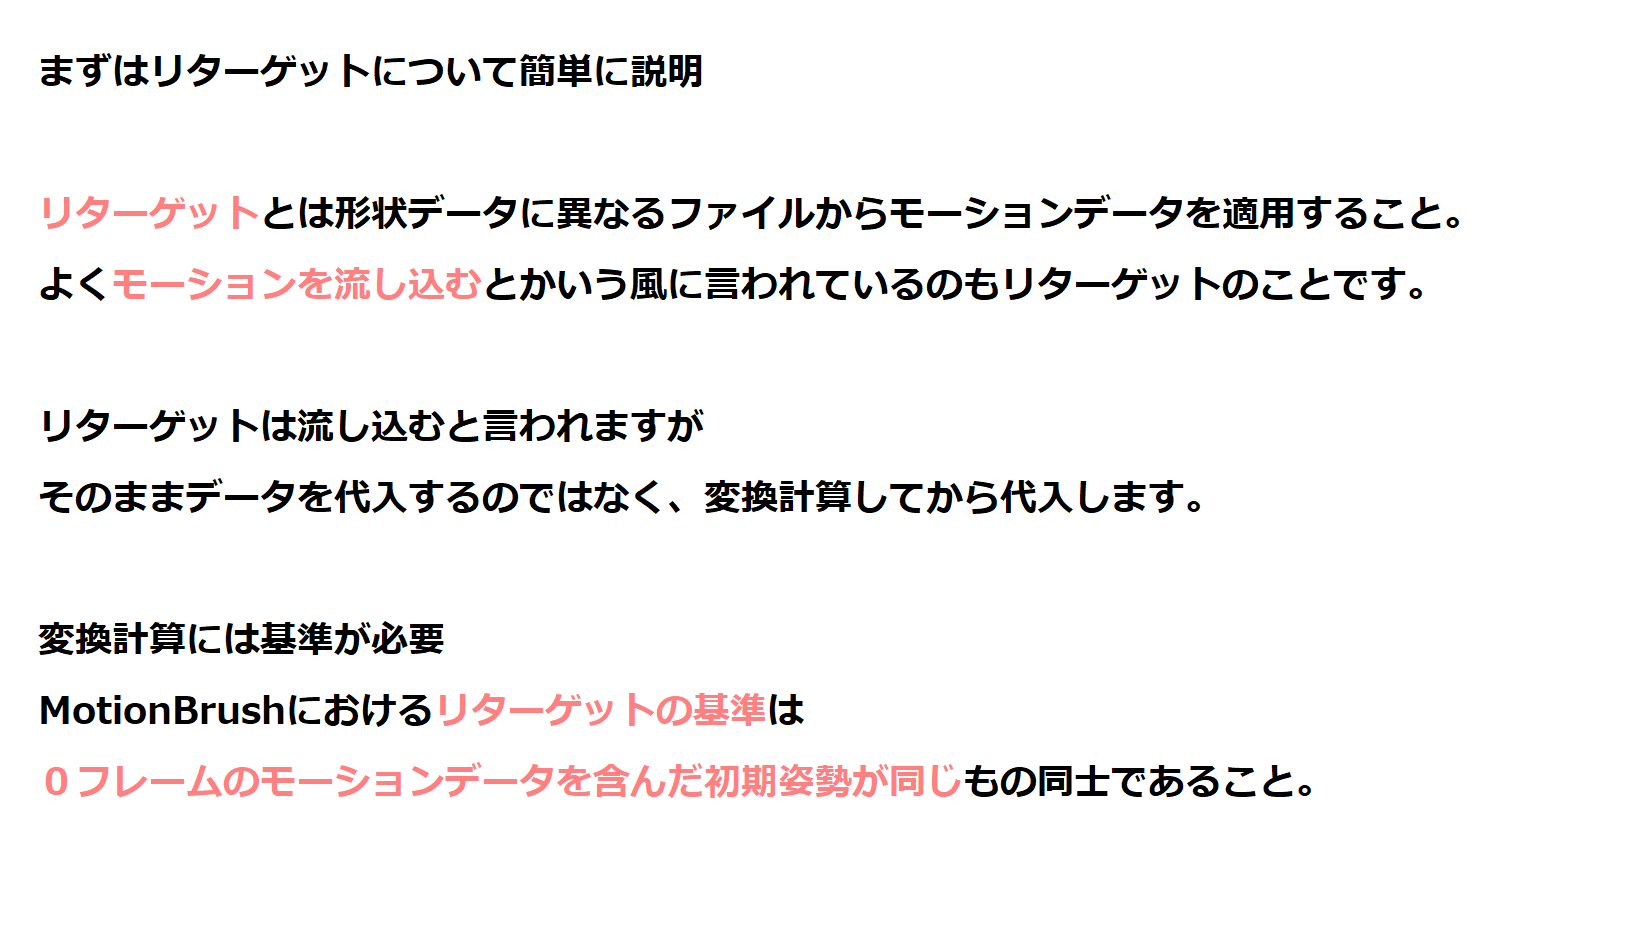 まずはリターゲットについて簡単に説明
リターゲットとは形状データに異なるファイルからモーションデータを適用すること。
よくモーションを流し込むとかいう風に言われているのもリターゲットのことです。
リターゲットは流し込むと言われますが
そのままデータを代入するのではなく、変換計算してから代入します。
変換計算には基準が必要
MotionBrushにおけるリターゲットの基準は
０フレームのモーションデータを含んだ初期姿勢が同じもの同士であること。